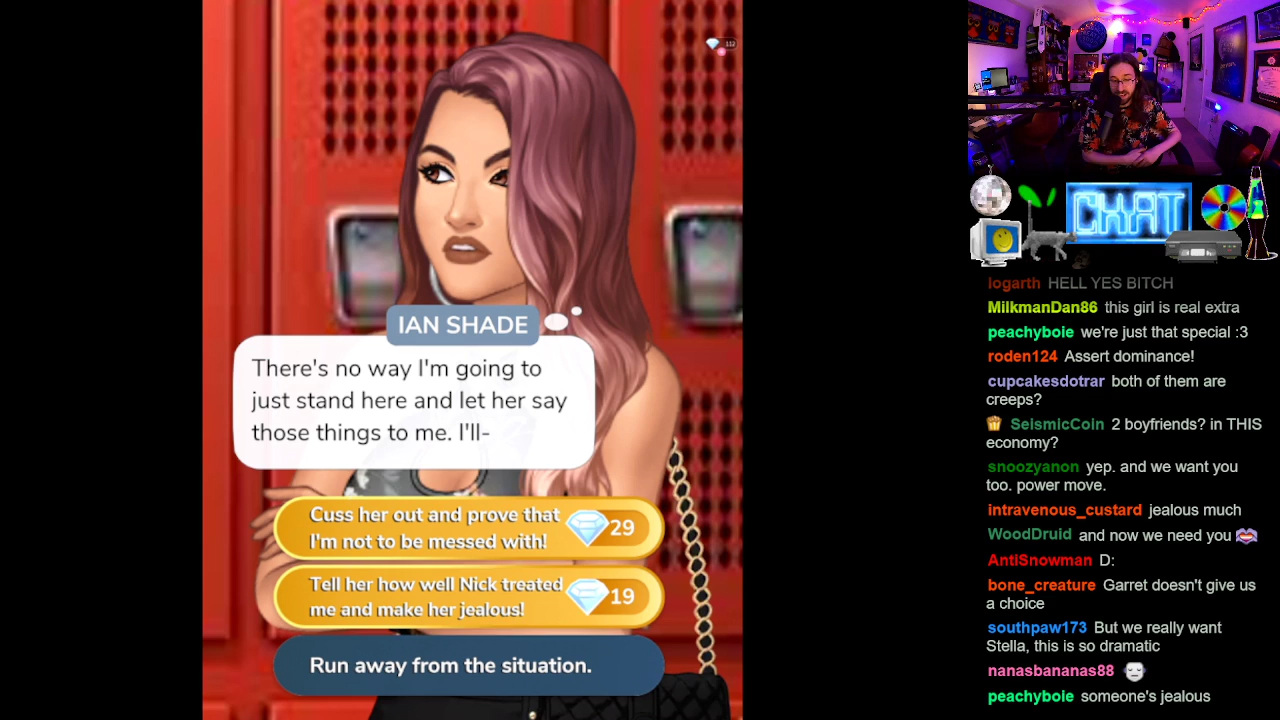 112
IAN SHADE
There's no way I'm going to
just stand here and let her say
those things to me. I'll-
Cuss her out and prove that
I'm not to be messed with!
29
Tell her how well Nick treated
me and make her jealous!
19
Run away from the situation.
CHAT
logarth HELL YES BITCH
MilkmanDan86 this girl is real extra
peachyboie we're just that special :3
roden124 Assert dominance!
cupcakesdotrar both of them are
creeps?
SeismicCoin 2 boyfriends? in THIS
economy?
snoozyanon yep. and we want you
too. power move.
intravenous_custard jealous much
WoodDruid and now we need you
AntiSnowman D:
bone_creature Garret doesn't give us
a choice
southpaw173 But we really want
Stella, this is so dramatic
nanasbananas88
peachyboie someone's jealous